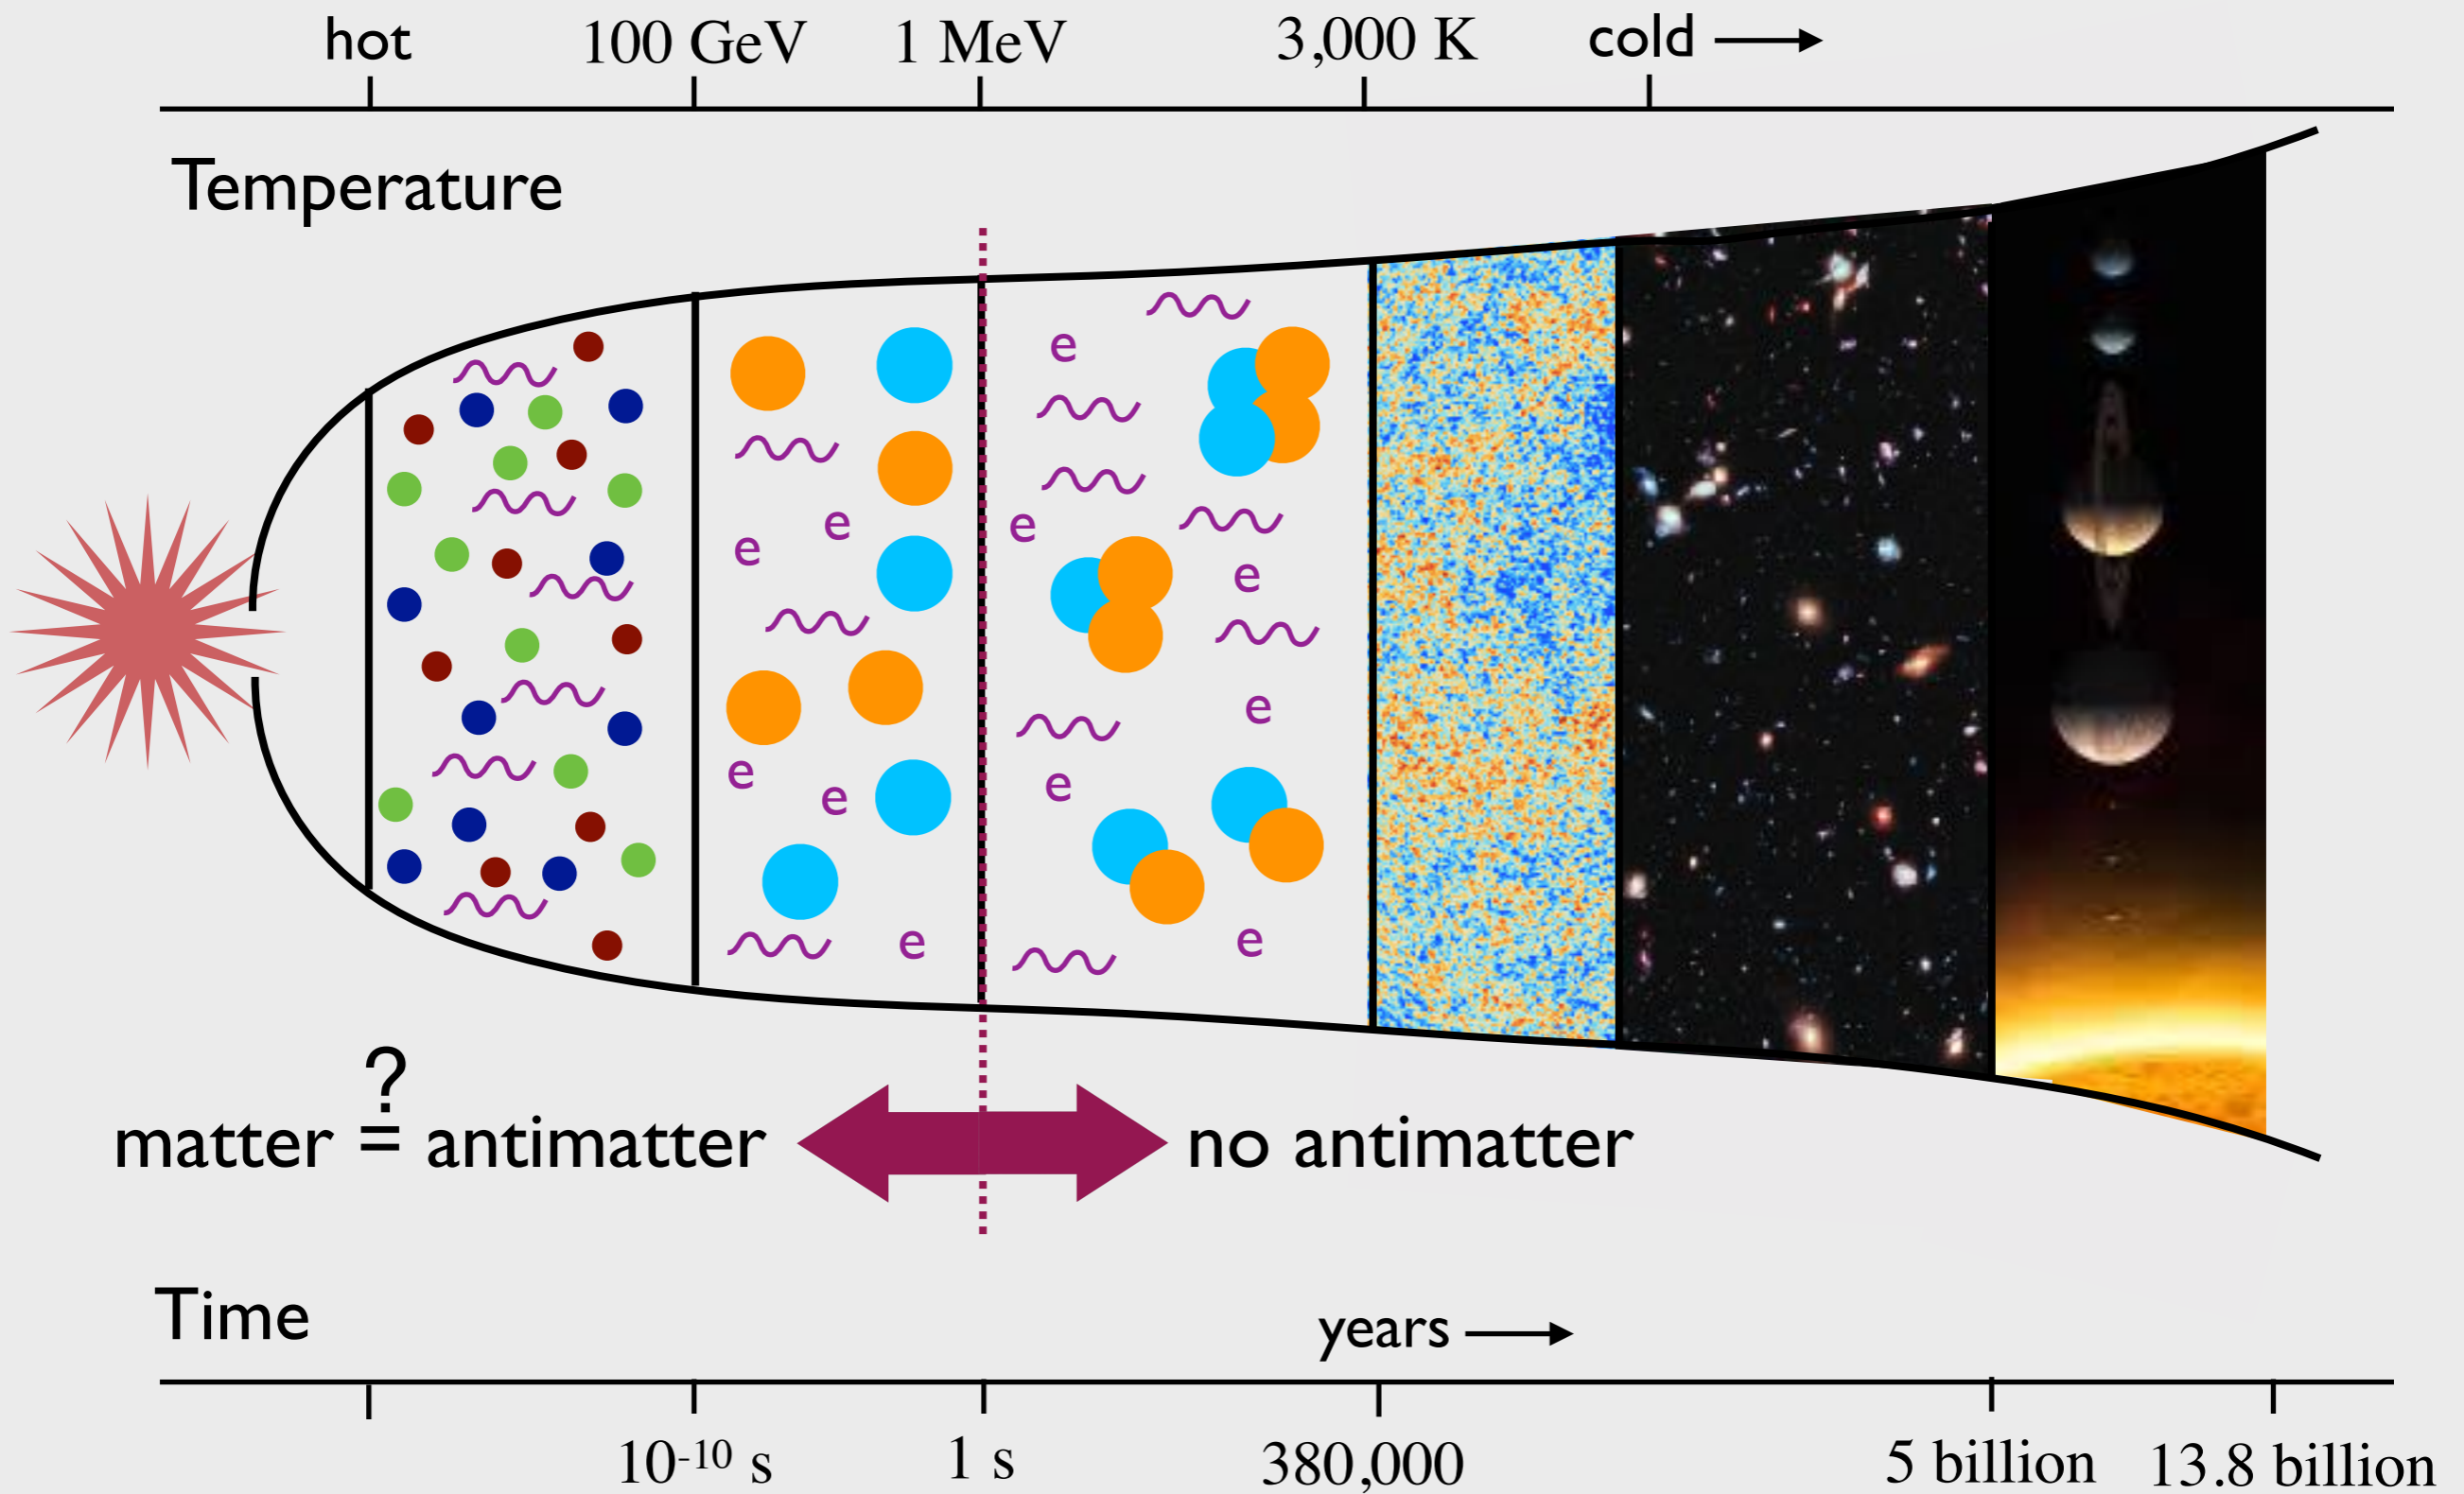 hot 100 GeV 1 MeV 3,000 K cold
Temperature
e
e
e
e
e
e
e
e
e
e
e
?
matter = antimatter no antimatter
Time
years
10-10 s 1 s 380,000 5 billion 13.8 billion